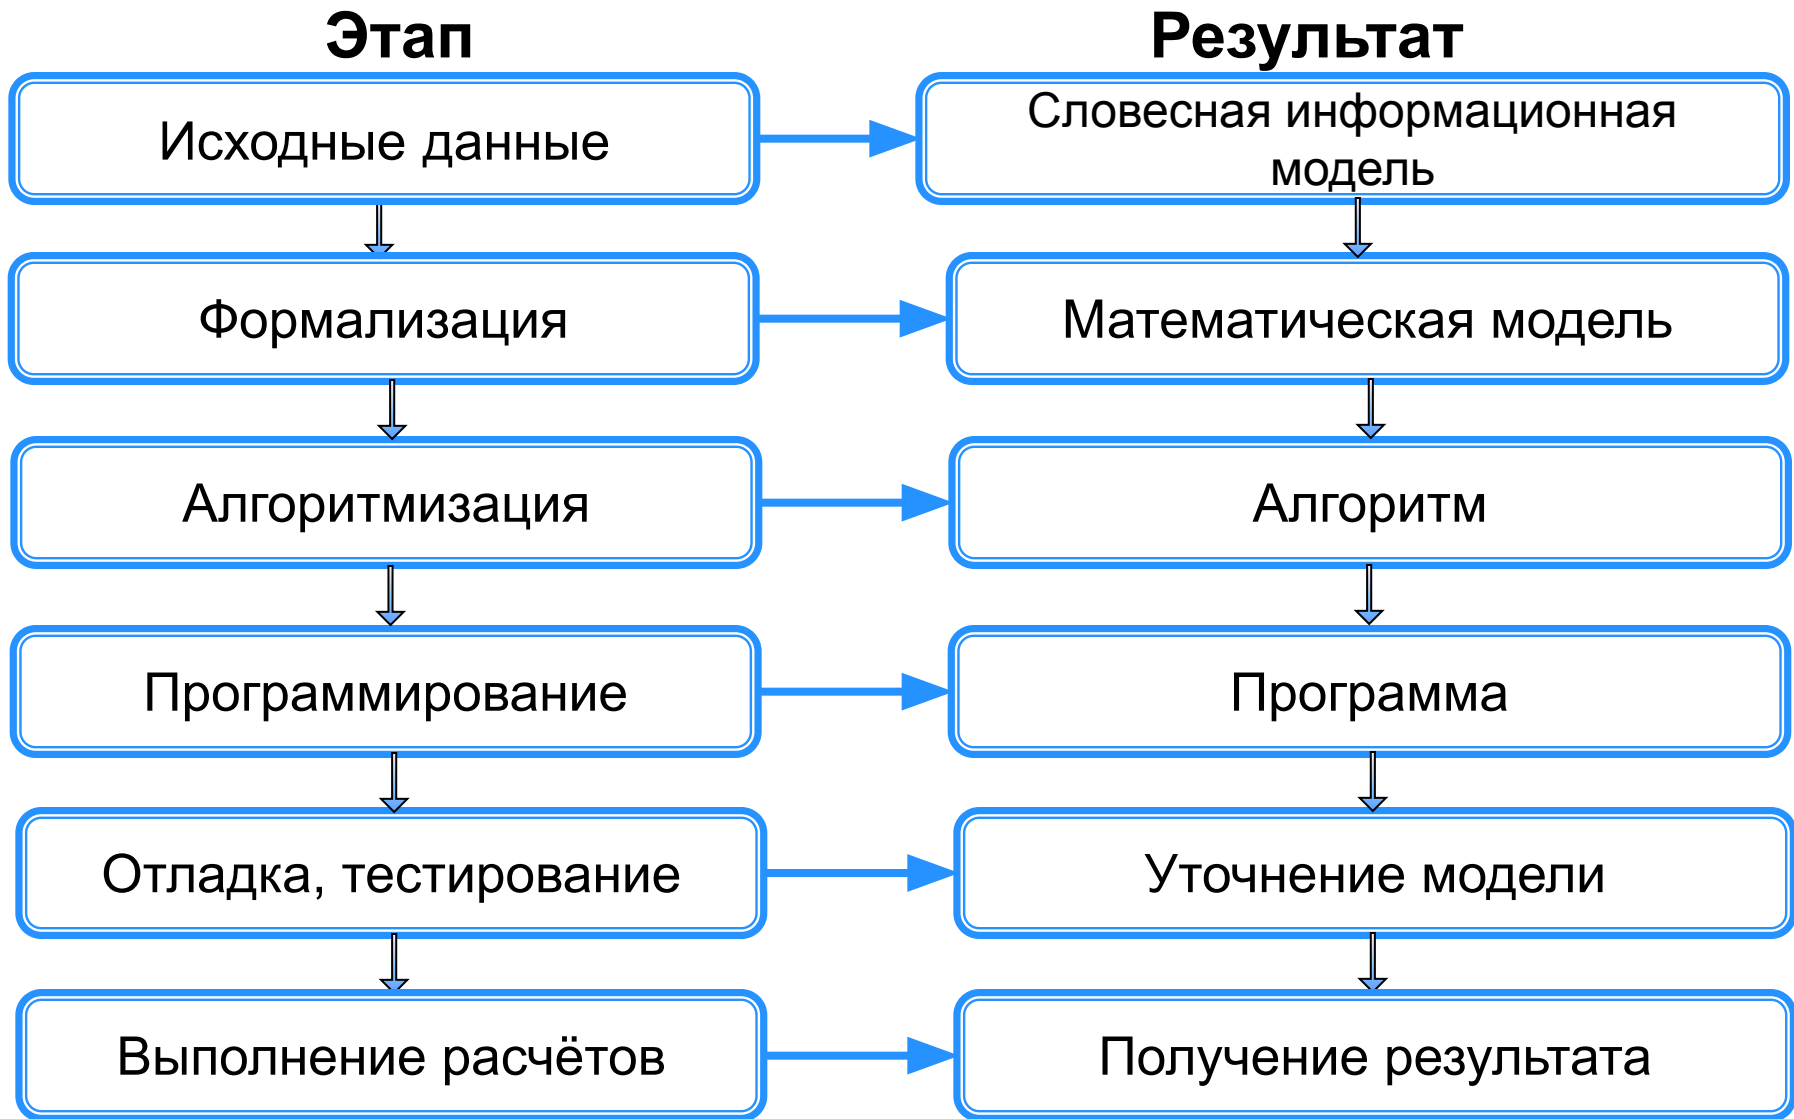 Этап
Результат
Исходные данные
Словесная информационная
модель
Формализация
Математическая модель
Алгоритмизация
Алгоритм
Программирование
Программа
Отладка, тестирование
Уточнение модели
Выполнение расчётов
Получение результата